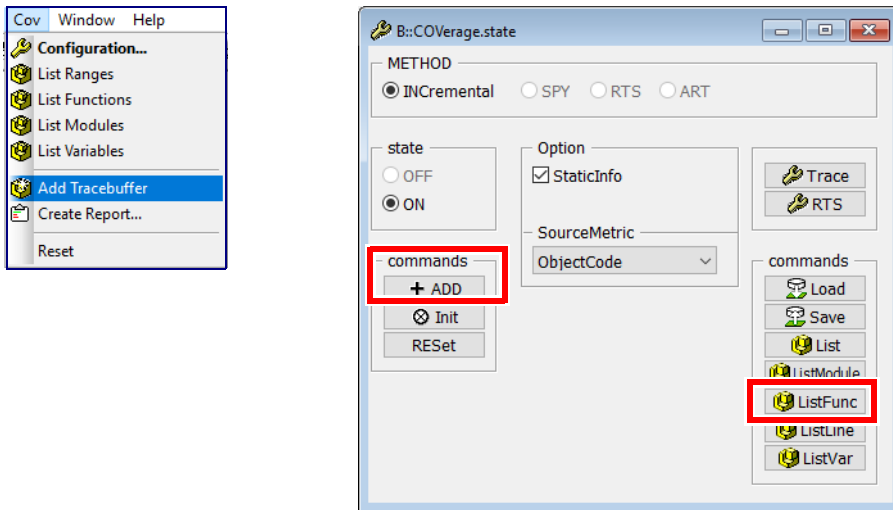 Cov Window Help
Configuration...
List Ranges
List Functions
List Modules
List Variables
Add Tracebuffer
Create Report...
Reset
B::COVerage.state
METHOD
INCremental SPY RTS ART
state
OFF
ON
commands
+ ADD
Init
RESet
Option
StaticInfo
SourceMetric
ObjectCode
Trace
RTS
commands
Load
Save
List
ListModule
ListFunc
ListLine
ListVar